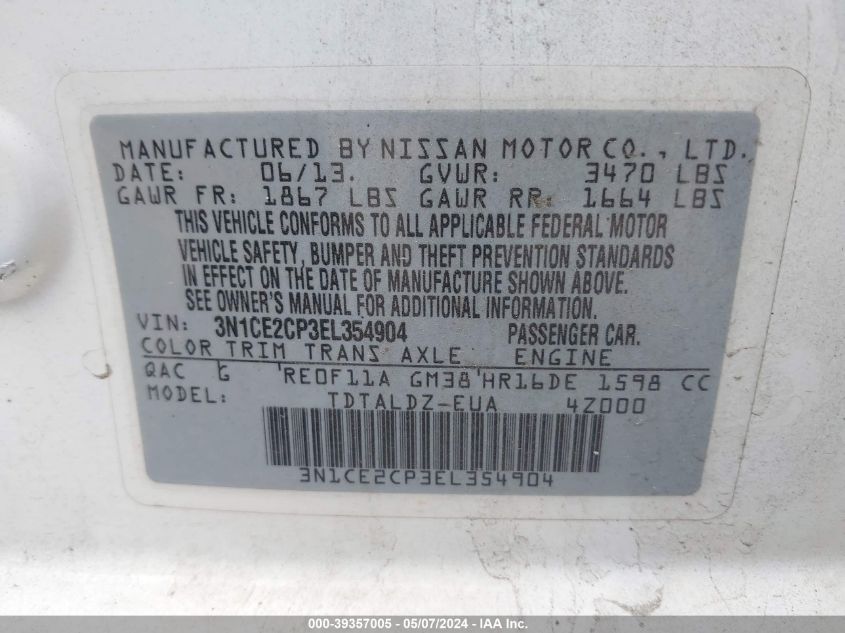 MANUFACTURED BY NISSAN MOTOR CO., LTD.
DATE: 06/13. GVWR: 3470 LBS
GAWR FR: 1867 LBS GAWR RR: 1664 LBS
THIS VEHICLE CONFORMS TO ALL APPLICABLE FEDERAL MOTOR
VEHICLE SAFETY, BUMPER AND THEFT PREVENTION STANDARDS
IN EFFECT ON THE DATE OF MANUFACTURE SHOWN ABOVE.
SEE OWNER'S MANUAL FOR ADDITIONAL INFORMATION.
VIN: 3N1CE2CP3EL354904 PASSENGER CAR.
COLOR TRIM TRANS AXLE ENGINE
QAC G 'RE0F11A GM38'HR16DE 1598 CC
MODEL: TDTALDZ-EUA 4Z000
3N1CE2CP3EL354904
000-39357005 - 05/07/2024 - IAA Inc.